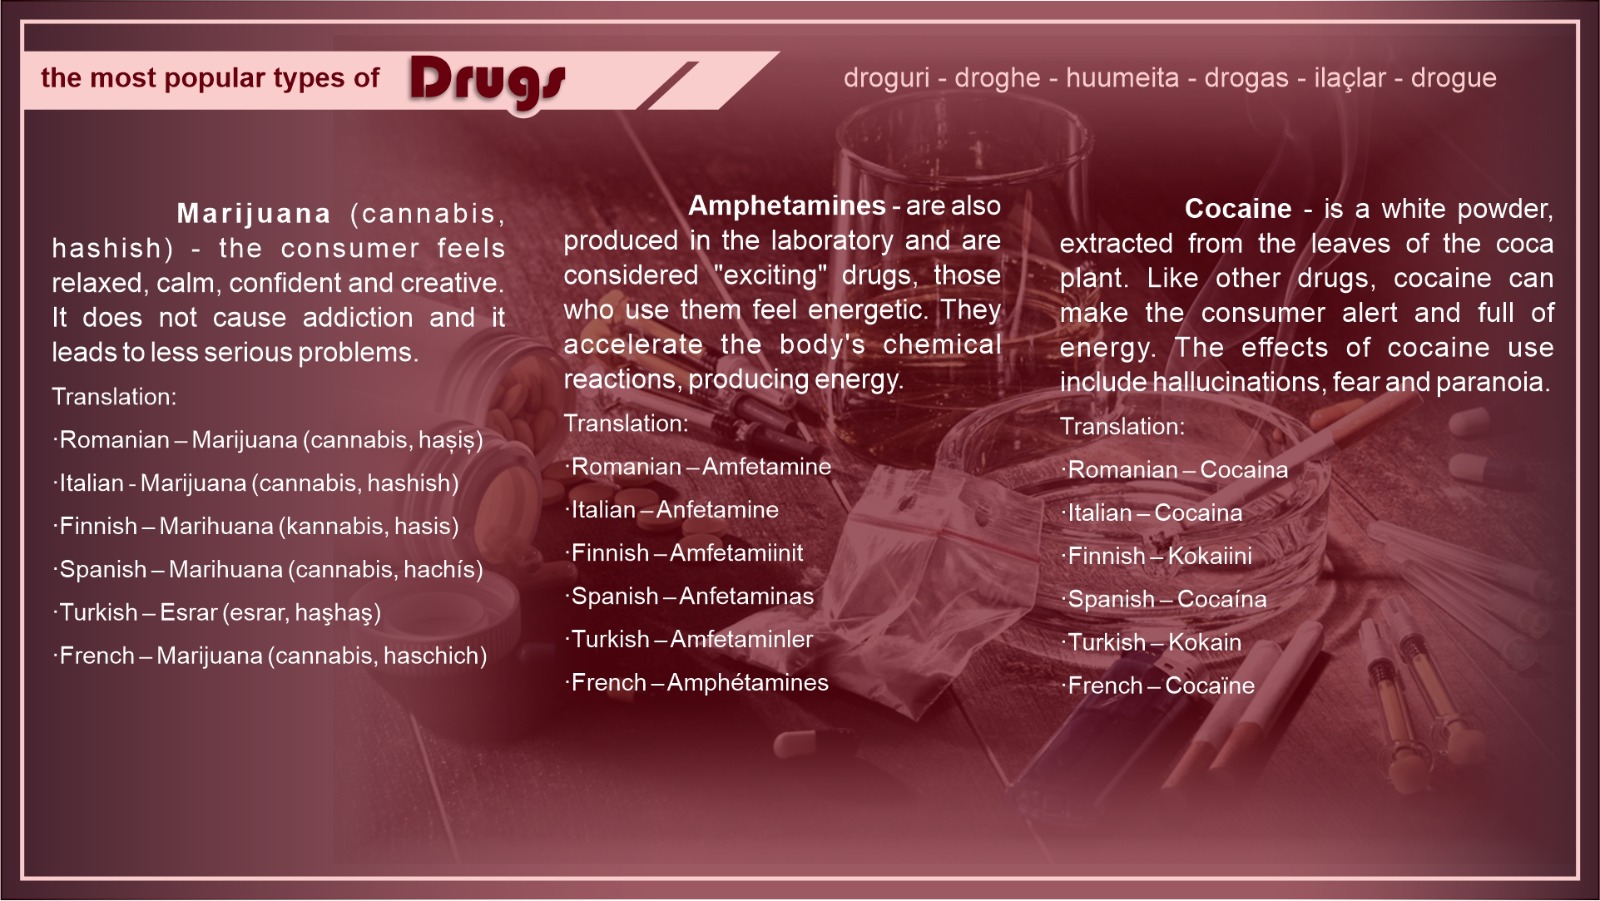 the most popular types of Drugs
droguri - droghe - huumeita - drogas - ilaçlar - drogue
Marijuana (cannabis,
hashish) - the consumer feels
relaxed, calm, confident and creative.
It does not cause addiction and it
leads to less serious problems.
Translation:
·Romanian – Marijuana (cannabis, hașiș)
·Italian - Marijuana (cannabis, hashish)
·Finnish – Marihuana (kannabis, hasis)
·Spanish – Marihuana (cannabis, hachís)
·Turkish – Esrar (esrar, haşhaş)
·French – Marijuana (cannabis, haschich)
Amphetamines - are also
produced in the laboratory and are
considered "exciting" drugs, those
who use them feel energetic. They
accelerate the body's chemical
reactions, producing energy.
Translation:
·Romanian – Amfetamine
·Italian – Anfetamine
·Finnish – Amfetamiinit
·Spanish – Anfetaminas
·Turkish – Amfetaminler
·French – Amphétamines
Cocaine - is a white powder,
extracted from the leaves of the coca
plant. Like other drugs, cocaine can
make the consumer alert and full of
energy. The effects of cocaine use
include hallucinations, fear and paranoia.
Translation:
·Romanian – Cocaina
·Italian – Cocaina
·Finnish – Kokaiini
·Spanish – Cocaína
·Turkish – Kokain
·French – Cocaïne